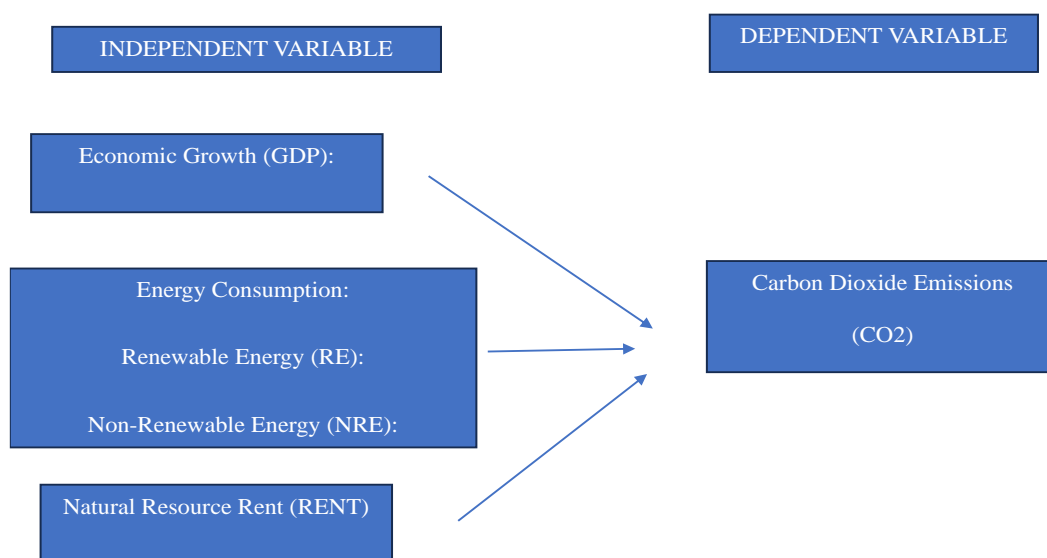 INDEPENDENT VARIABLE
DEPENDENT VARIABLE
Economic Growth (GDP):
Energy Consumption:
Renewable Energy (RE):
Non-Renewable Energy (NRE):
Natural Resource Rent (RENT)
Carbon Dioxide Emissions
(CO2)